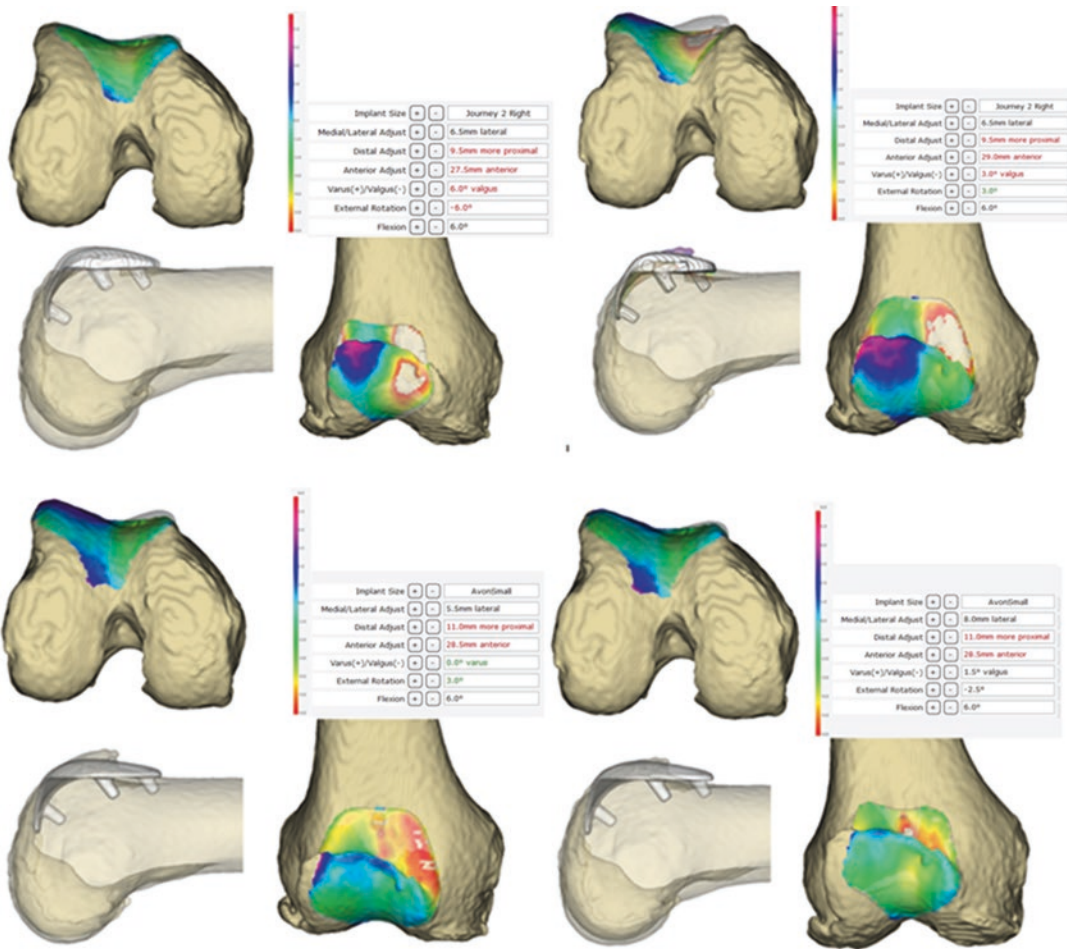 Implant Size + - Journey 2 Right
Medial/Lateral Adjust + - 6.5mm lateral
Distal Adjust + - 9.5mm more proximal
Anterior Adjust + - 27.5mm anterior
Varus(+)/Valgus(-) + - 6.0° valgus
External Rotation + - -6.0°
Flexion + - 6.0°
Implant Size + - Journey 2 Right
Medial/Lateral Adjust + - 6.5mm lateral
Distal Adjust + - 9.5mm more proximal
Anterior Adjust + - 29.0mm anterior
Varus(+)/Valgus(-) + - 3.0° valgus
External Rotation + - 3.0°
Flexion + - 6.0°
Implant Size + - AvonSmall
Medial/Lateral Adjust + - 5.5mm lateral
Distal Adjust + - 11.0mm more proximal
Anterior Adjust + - 28.5mm anterior
Varus(+)/Valgus(-) + - 0.0° varus
External Rotation + - 3.0°
Flexion + - 6.0°
Implant Size + - AvonSmall
Medial/Lateral Adjust + - 8.0mm lateral
Distal Adjust + - 11.0mm more proximal
Anterior Adjust + - 28.5mm anterior
Varus(+)/Valgus(-) + - 1.5° valgus
External Rotation + - -2.5°
Flexion + - 6.0°